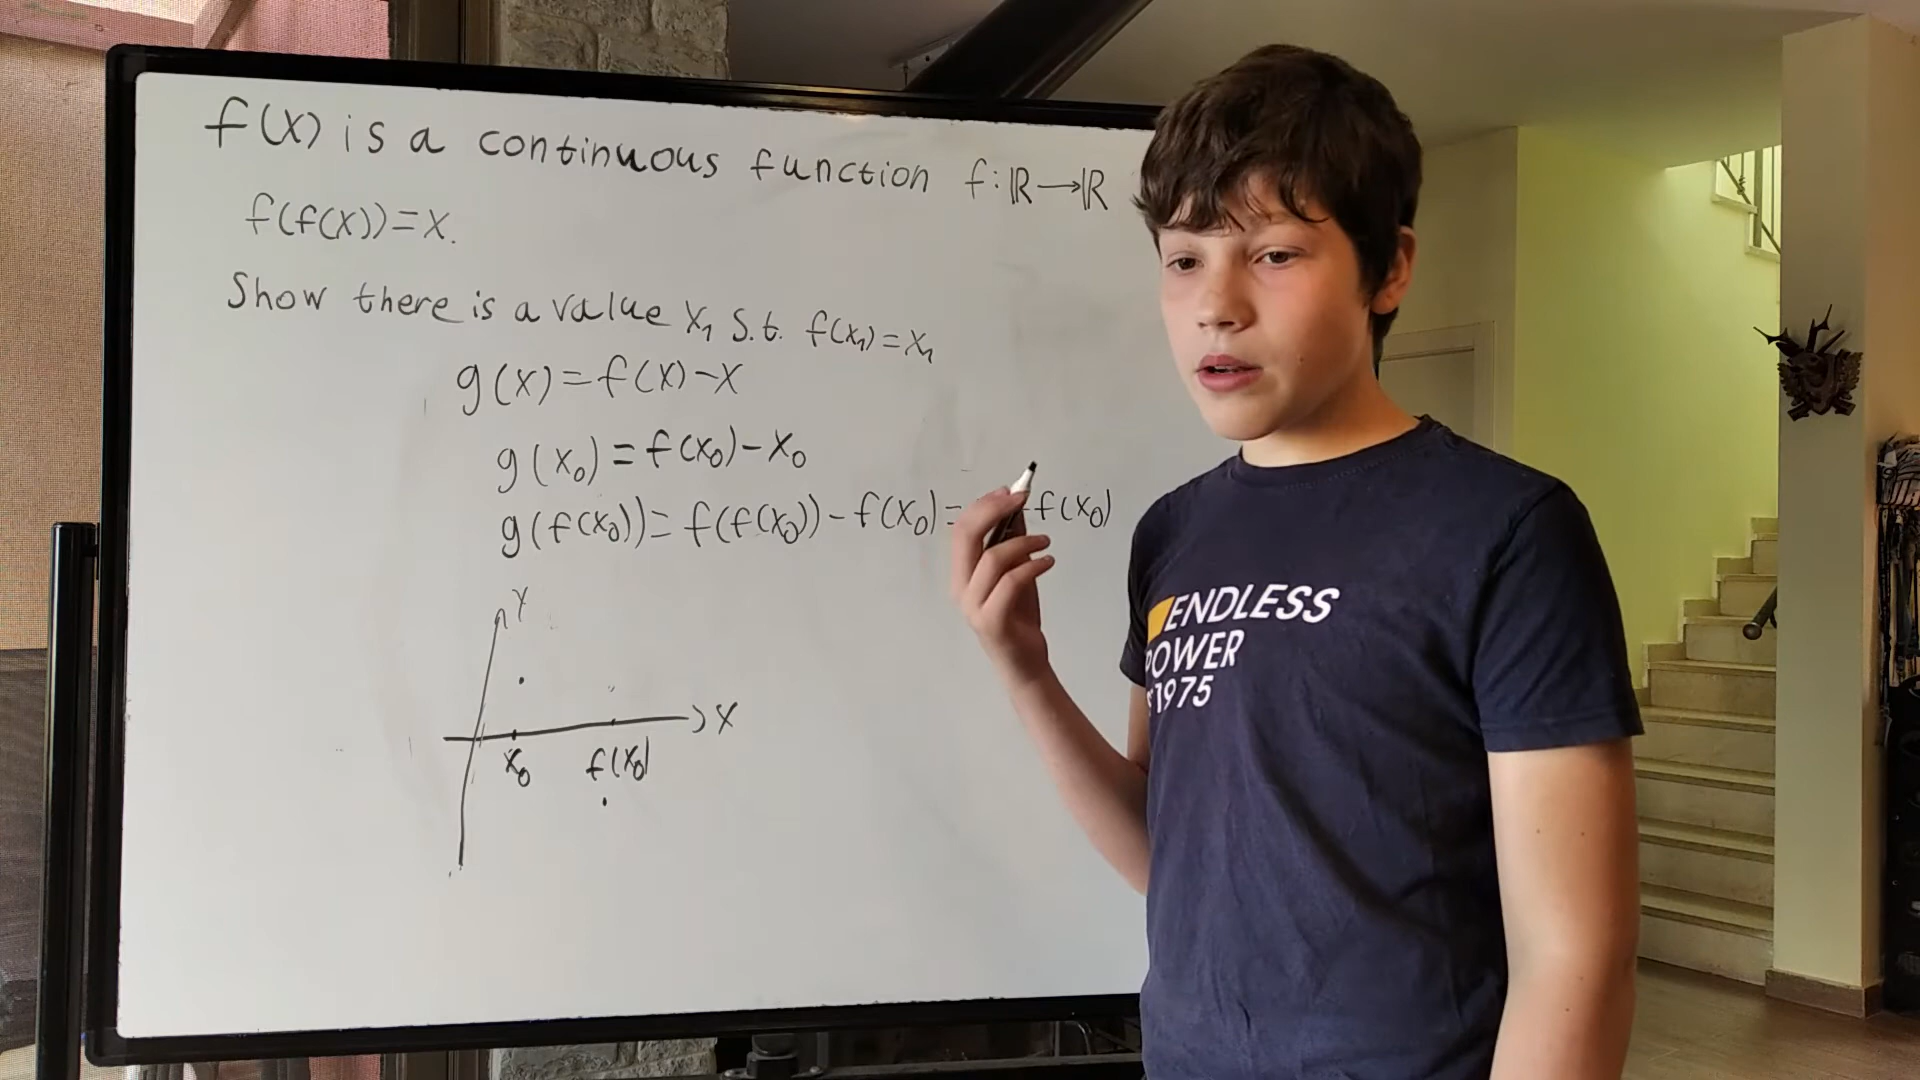 f(x) is a continuous function f:ℝ→ℝ
f(f(x))=x.
Show there is a value x₁ s.t. f(x₁)=x₁
g(x)=f(x)-x
g(x₀)=f(x₀)-x₀
g(f(x₀))=f(f(x₀))-f(x₀)= -f(x₀)
Y
X
x₀ f(x₀)
ENDLESS
POWER
1975